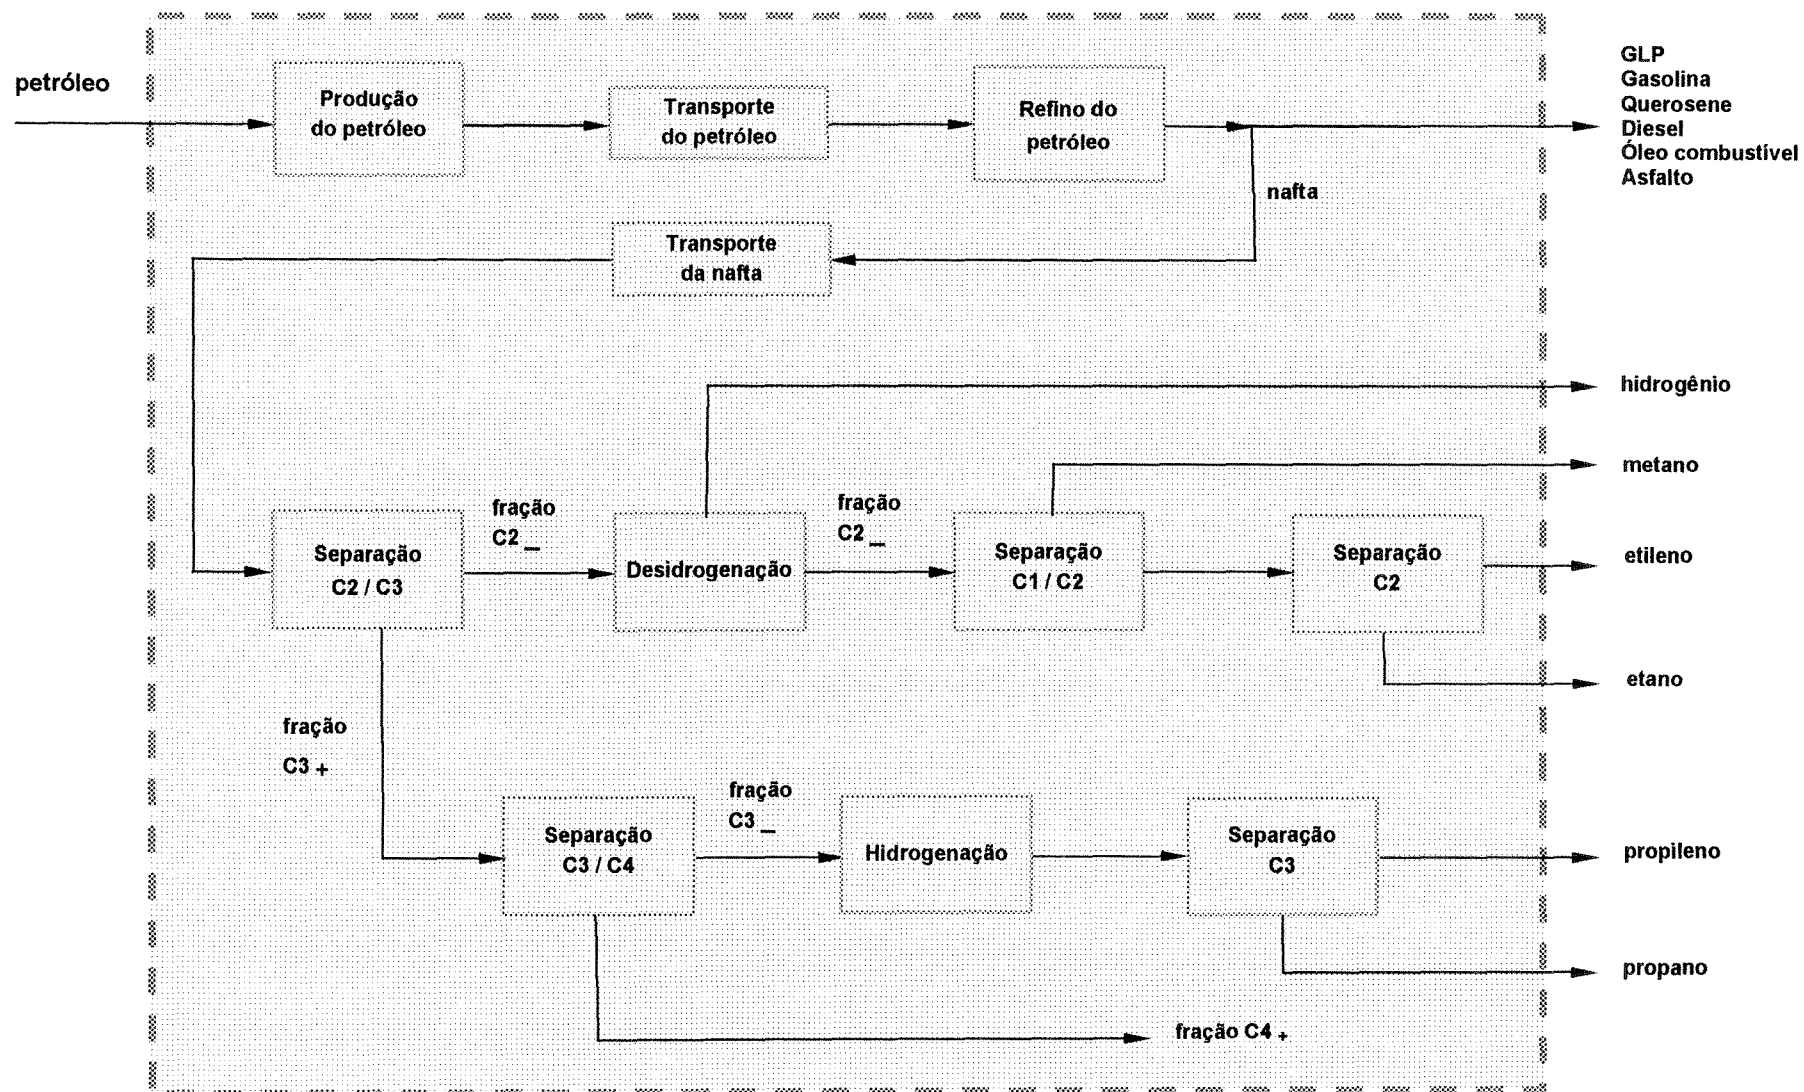 petróleo
Produção
do petróleo
Transporte
do petróleo
Refino do
petróleo
GLP
Gasolina
Querosene
Diesel
Óleo combustível
Asfalto
nafta
Transporte
da nafta
hidrogênio
metano
fração
C2 _
fração
C2 _
Separação
C2 / C3
Desidrogenação
Separação
C1 / C2
Separação
C2
etileno
etano
fração
C3 +
fração
C3 _
Separação
C3 / C4
Hidrogenação
Separação
C3
propileno
propano
fração C4 +